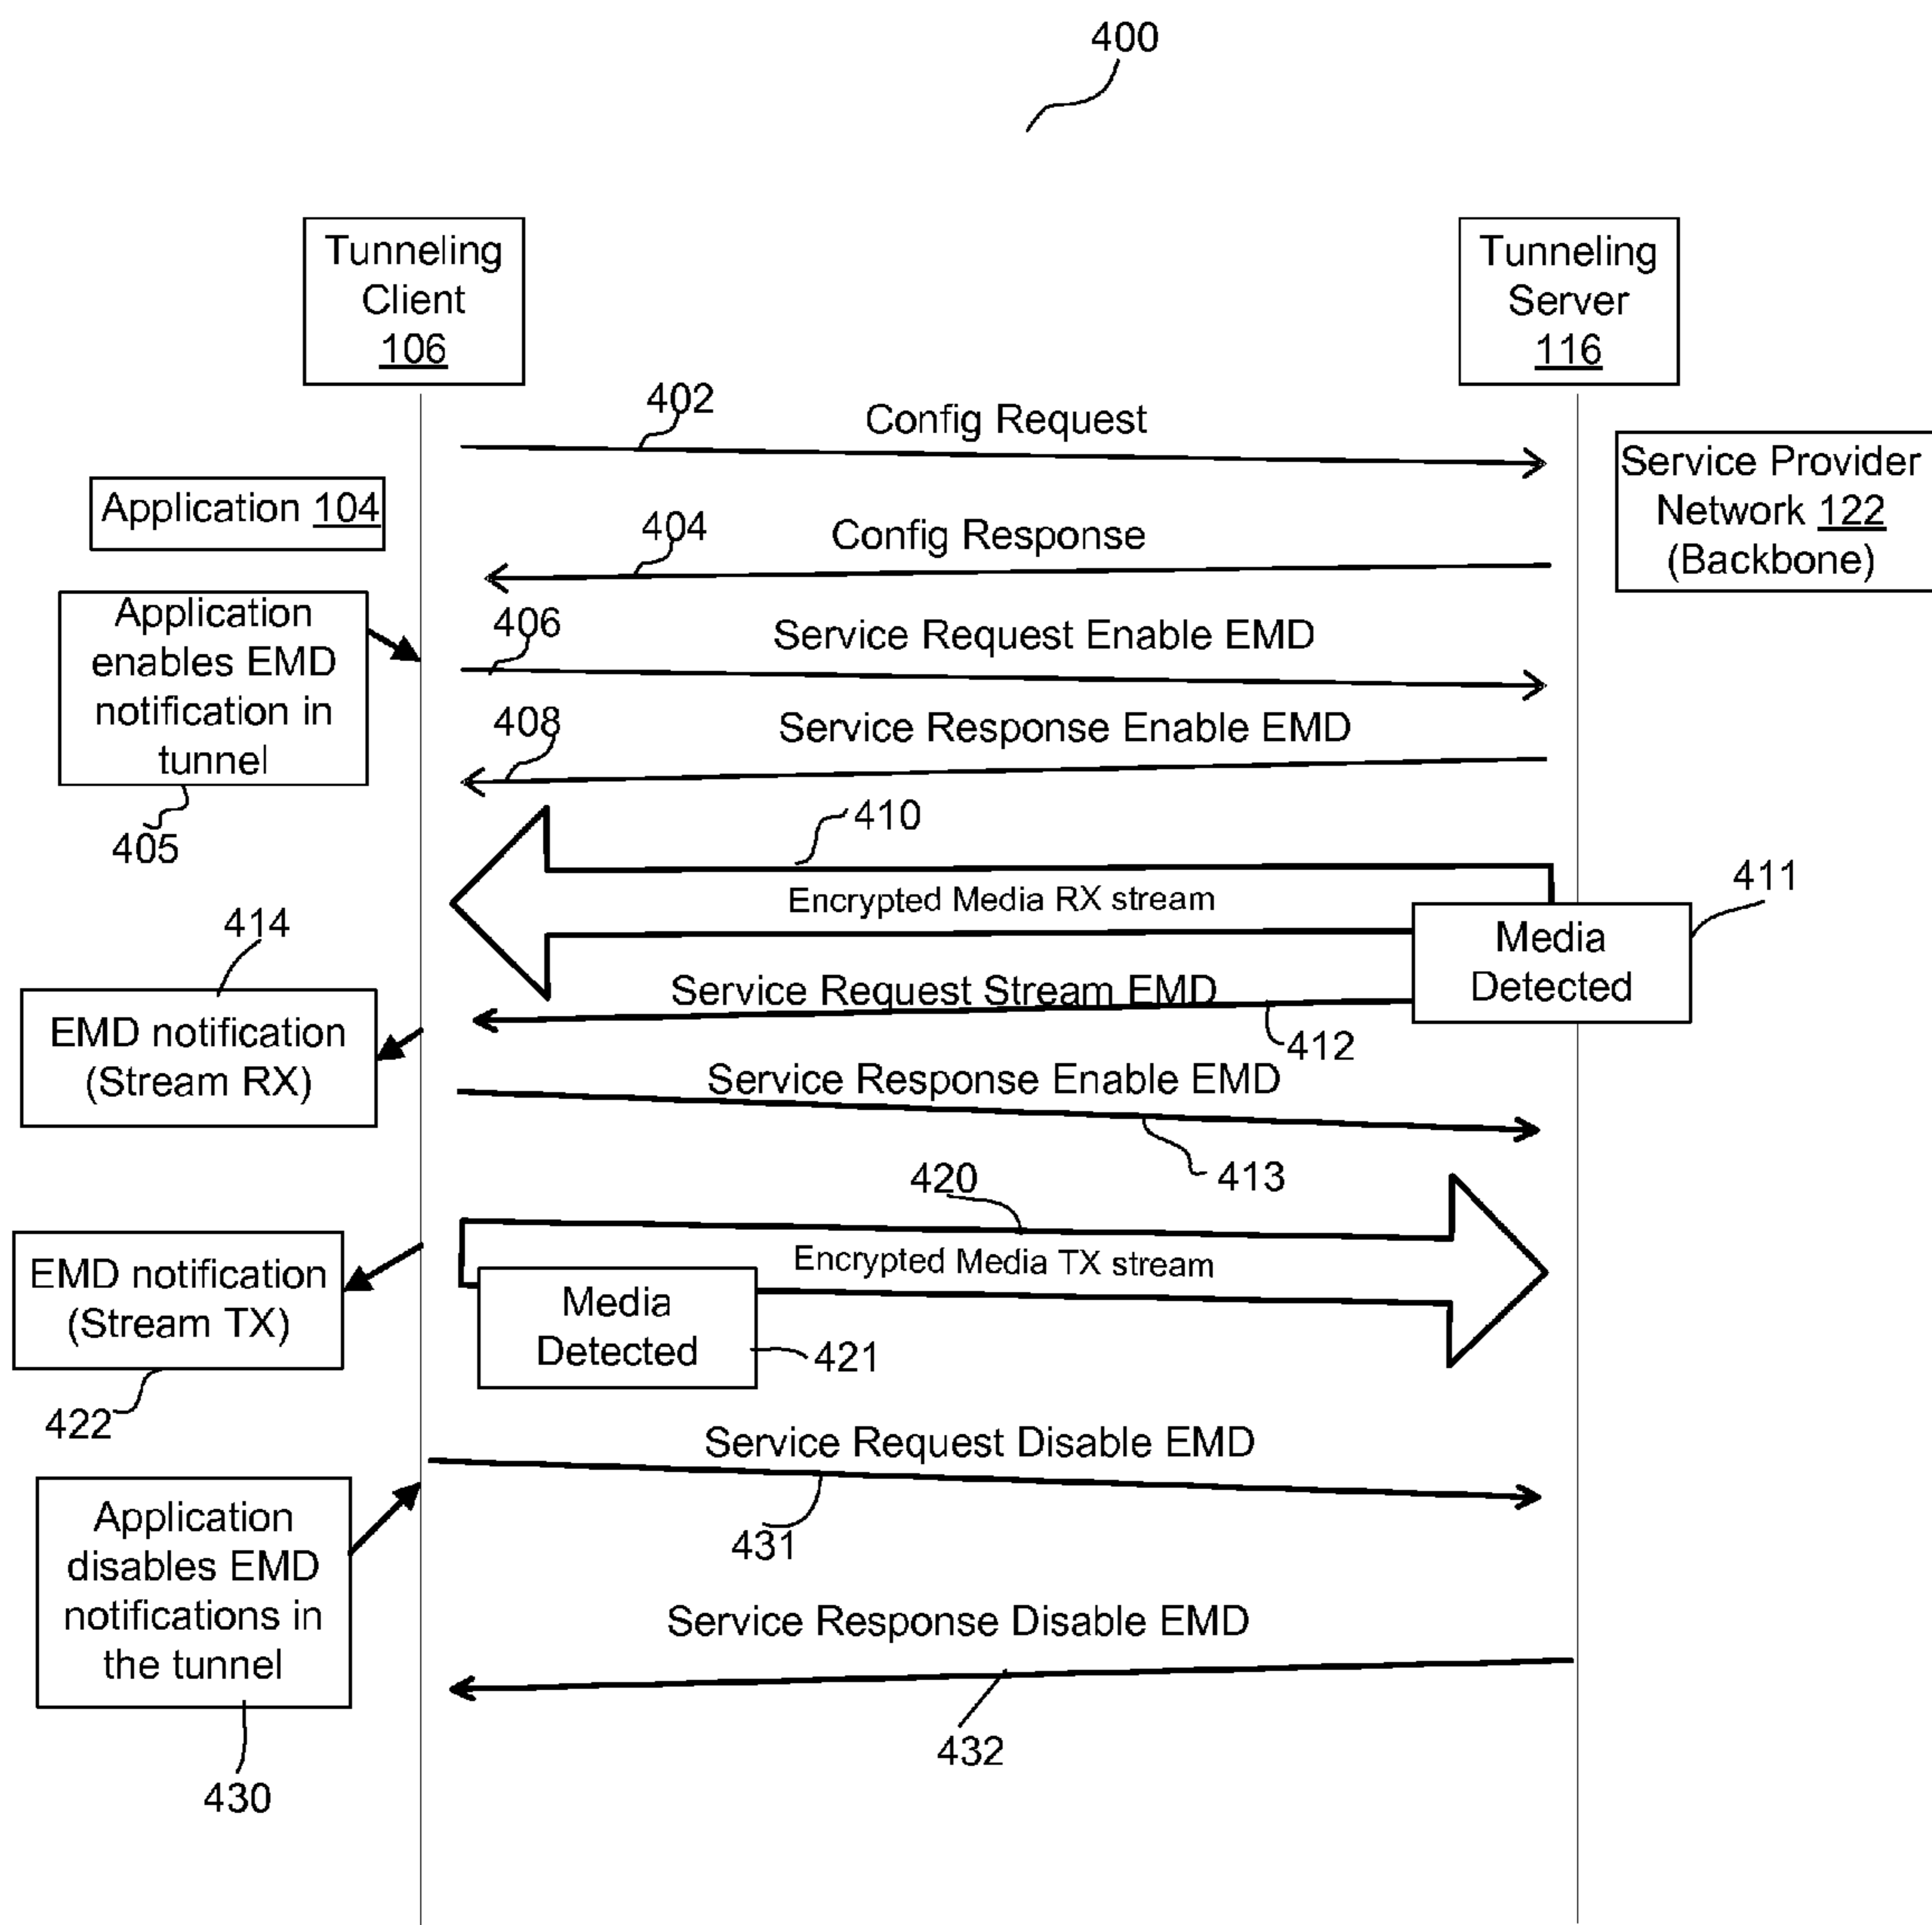 400
Tunneling
Client
106
Tunneling
Server
116
402
Config Request
Service Provider
Network 122
(Backbone)
Application 104
404
Config Response
Application
enables EMD
notification in
tunnel
405
406
Service Request Enable EMD
408
Service Response Enable EMD
410
Encrypted Media RX stream
411
Media
Detected
414
EMD notification
(Stream RX)
Service Request Stream EMD
412
Service Response Enable EMD
413
420
Encrypted Media TX stream
EMD notification
(Stream TX)
422
Media
Detected
421
Service Request Disable EMD
431
Application
disables EMD
notifications in
the tunnel
430
Service Response Disable EMD
432